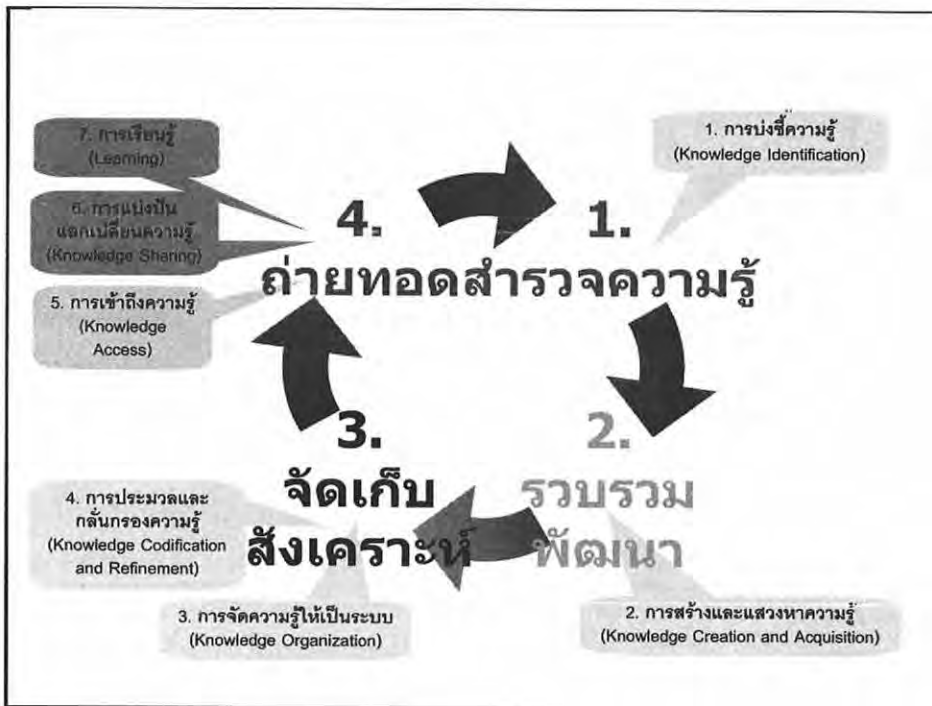 7. การเรียนรู้
(Learning)
1. การบ่งชี้ความรู้
(Knowledge Identification)
6. การแบ่งปัน
แลกเปลี่ยนความรู้
(Knowledge Sharing)
4.
1.
ถ่ายทอดสำรวจความรู้
5. การเข้าถึงความรู้
(Knowledge
Access)
3.
จัดเก็บ
สังเคราะห์
2.
รวบรวม
พัฒนา
4. การประมวลและ
กลั่นกรองความรู้
(Knowledge Codification
and Refinement)
3. การจัดความรู้ให้เป็นระบบ
(Knowledge Organization)
2. การสร้างและแสวงหาความรู้
(Knowledge Creation and Acquisition)